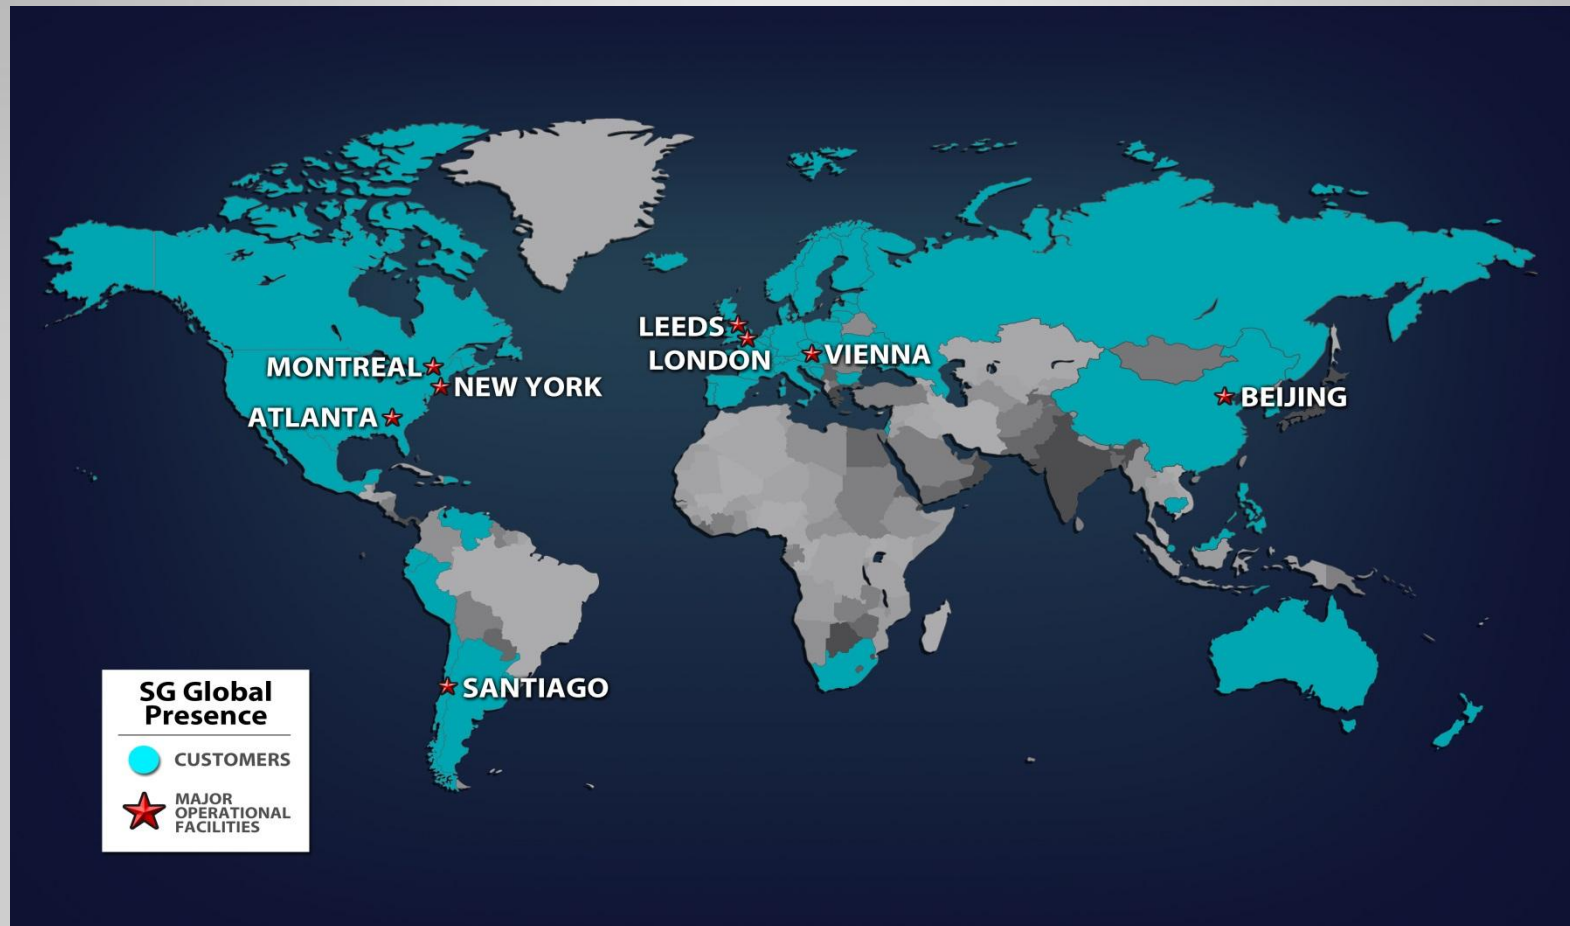 LEEDS
LONDON
VIENNA
MONTREAL
NEW YORK
ATLANTA
BEIJING
SANTIAGO
SG Global
Presence
CUSTOMERS
MAJOR
OPERATIONAL
FACILITIES